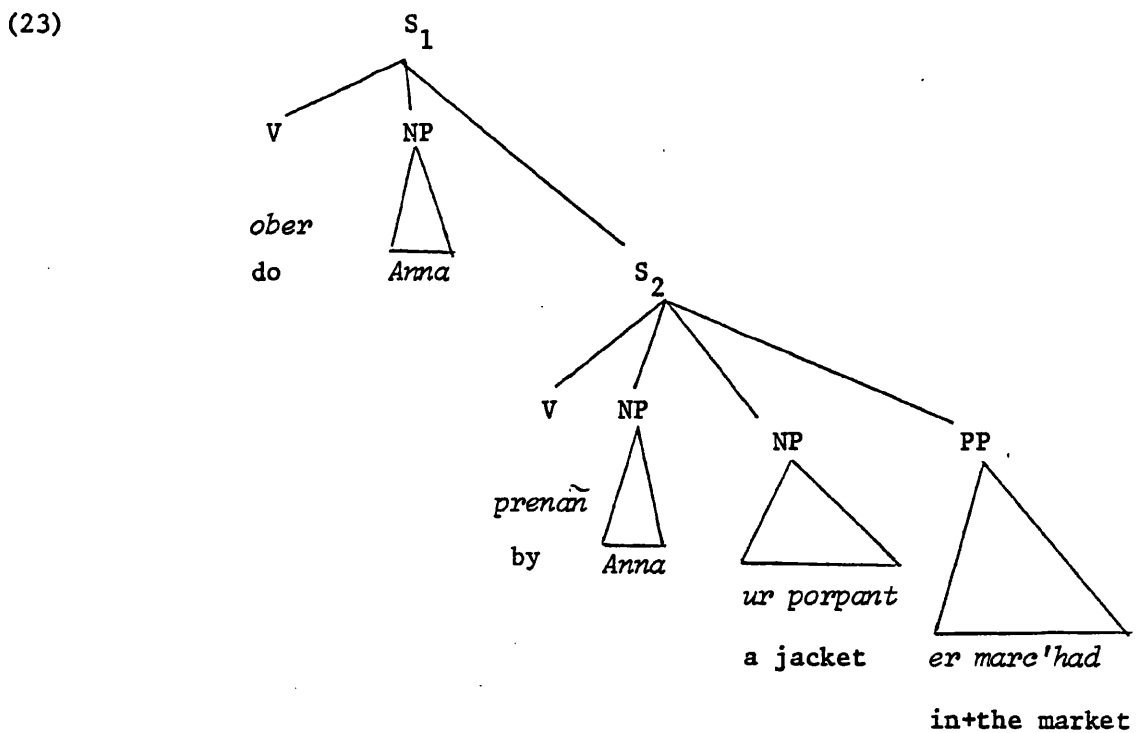 (23)
S1
V NP
ober
do Anna
S2
V NP NP PP
prenañ
by Anna
ur porpant
a jacket er marc'had
in+the market